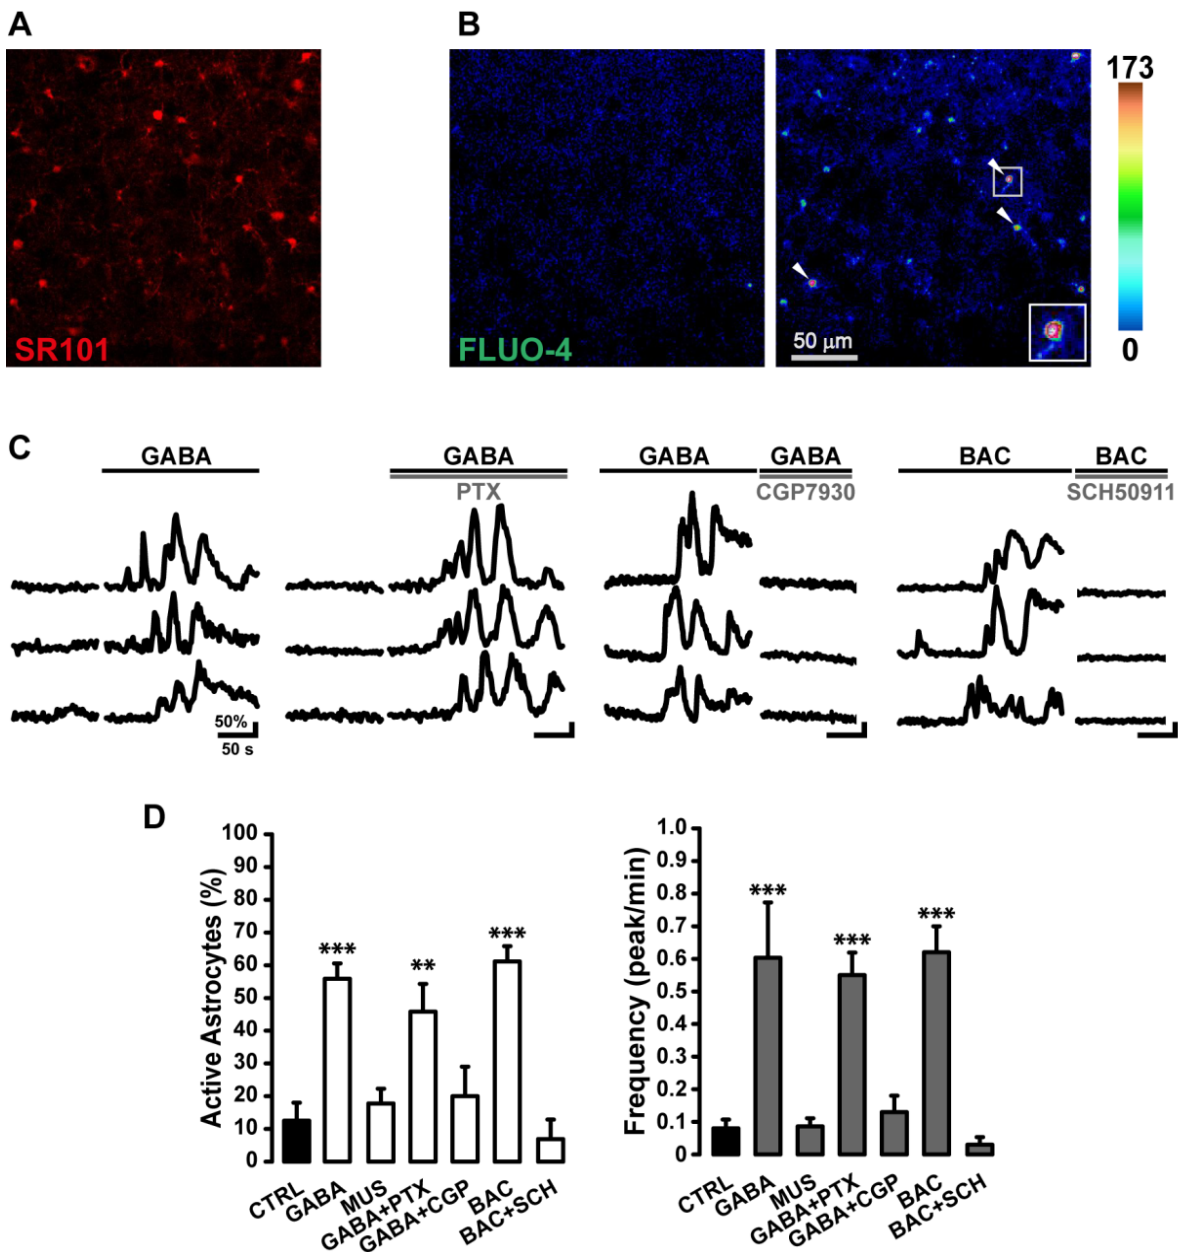 A
B
SR101
FLUO-4
50 μm
173
0
C
GABA
GABA
PTX
GABA
GABA
CGP7930
BAC
BAC
SCH50911
50%
50 s
D
Active Astrocytes (%)
100
90
80
70
60
50
40
30
20
10
0
***
**
***
CTRL
GABA
MUS
GABA+PTX
GABA+CGP
BAC
BAC+SCH
Frequency (peak/min)
1.0
0.9
0.8
0.7
0.6
0.5
0.4
0.3
0.2
0.1
0
***
***
***
CTRL
GABA
MUS
GABA+PTX
GABA+CGP
BAC
BAC+SCH